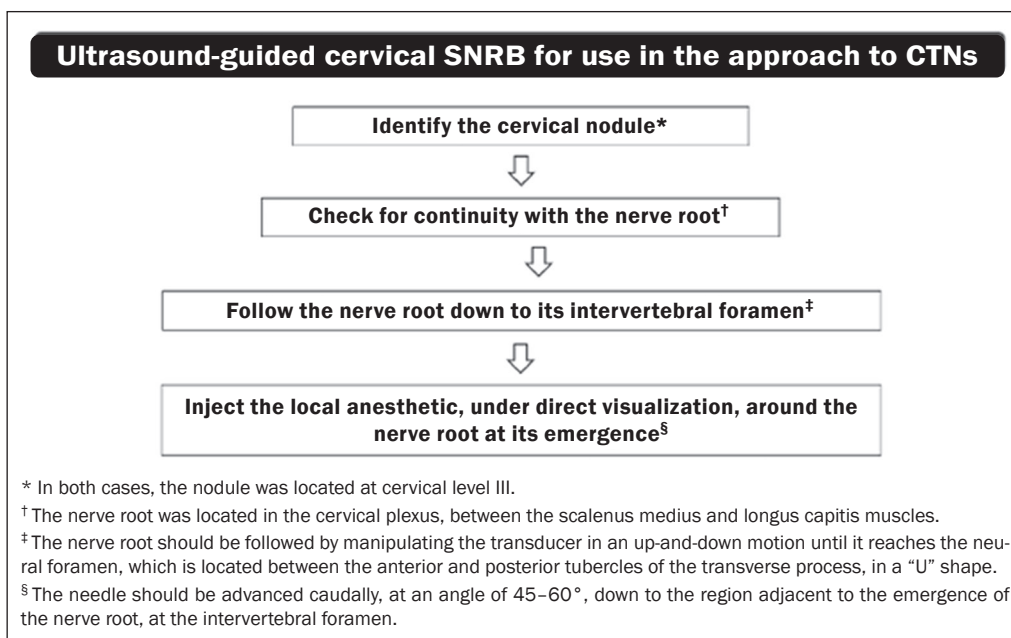 Ultrasound-guided cervical SNRB for use in the approach to CTNs
Identify the cervical nodule*
Check for continuity with the nerve root†
Follow the nerve root down to its intervertebral foramen‡
Inject the local anesthetic, under direct visualization, around the
nerve root at its emergence§
* In both cases, the nodule was located at cervical level III.
† The nerve root was located in the cervical plexus, between the scalenus medius and longus capitis muscles.
‡ The nerve root should be followed by manipulating the transducer in an up-and-down motion until it reaches the neu-
ral foramen, which is located between the anterior and posterior tubercles of the transverse process, in a “U” shape.
§ The needle should be advanced caudally, at an angle of 45–60°, down to the region adjacent to the emergence of
the nerve root, at the intervertebral foramen.